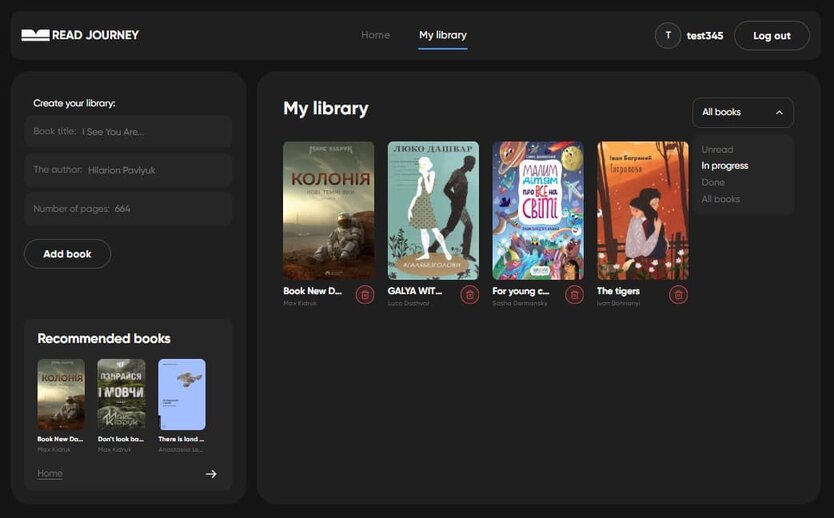 READ JOURNEY
Home
My library
T
test345
Log out
Create your library:
Book title: I See You Are...
The author: Hilarion Pavlyuk
Number of pages: 664
Add book
Recommended books
КОЛОНІЯ
ОЗИРАЙСЯ
І МОВЧИ
Макс Кідрук
Book New Da...
Max Kidruk
Don't look ba...
Max Kidruk
There is land ...
Anastasiia Le...
Home
My library
All books
Unread
In progress
Done
All books
МАКС КІДРУК
КОЛОНІЯ
НОВІ ТЕМНІ ВІКИ
ЛЮКО ДАШВАР
#ГАЛЯБЕЗГОЛОВИ
МАЛИМ
ДІТЯМ
ПРО ВСЕ НА
СВІТІ
Іван Багряний
Тигролови
Book New D...
Max Kidruk
GALYA WIT...
Luco Dashvar
For young c...
Sasha Dermansky
The tigers
Ivan Bahrianyi